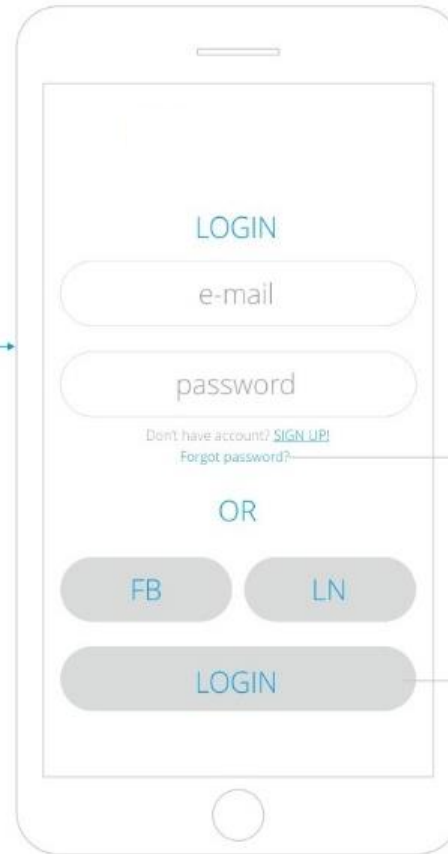 LOGIN
e-mail
password
Don't have account? SIGN UP!
Forgot password?
OR
FB LN
LOGIN